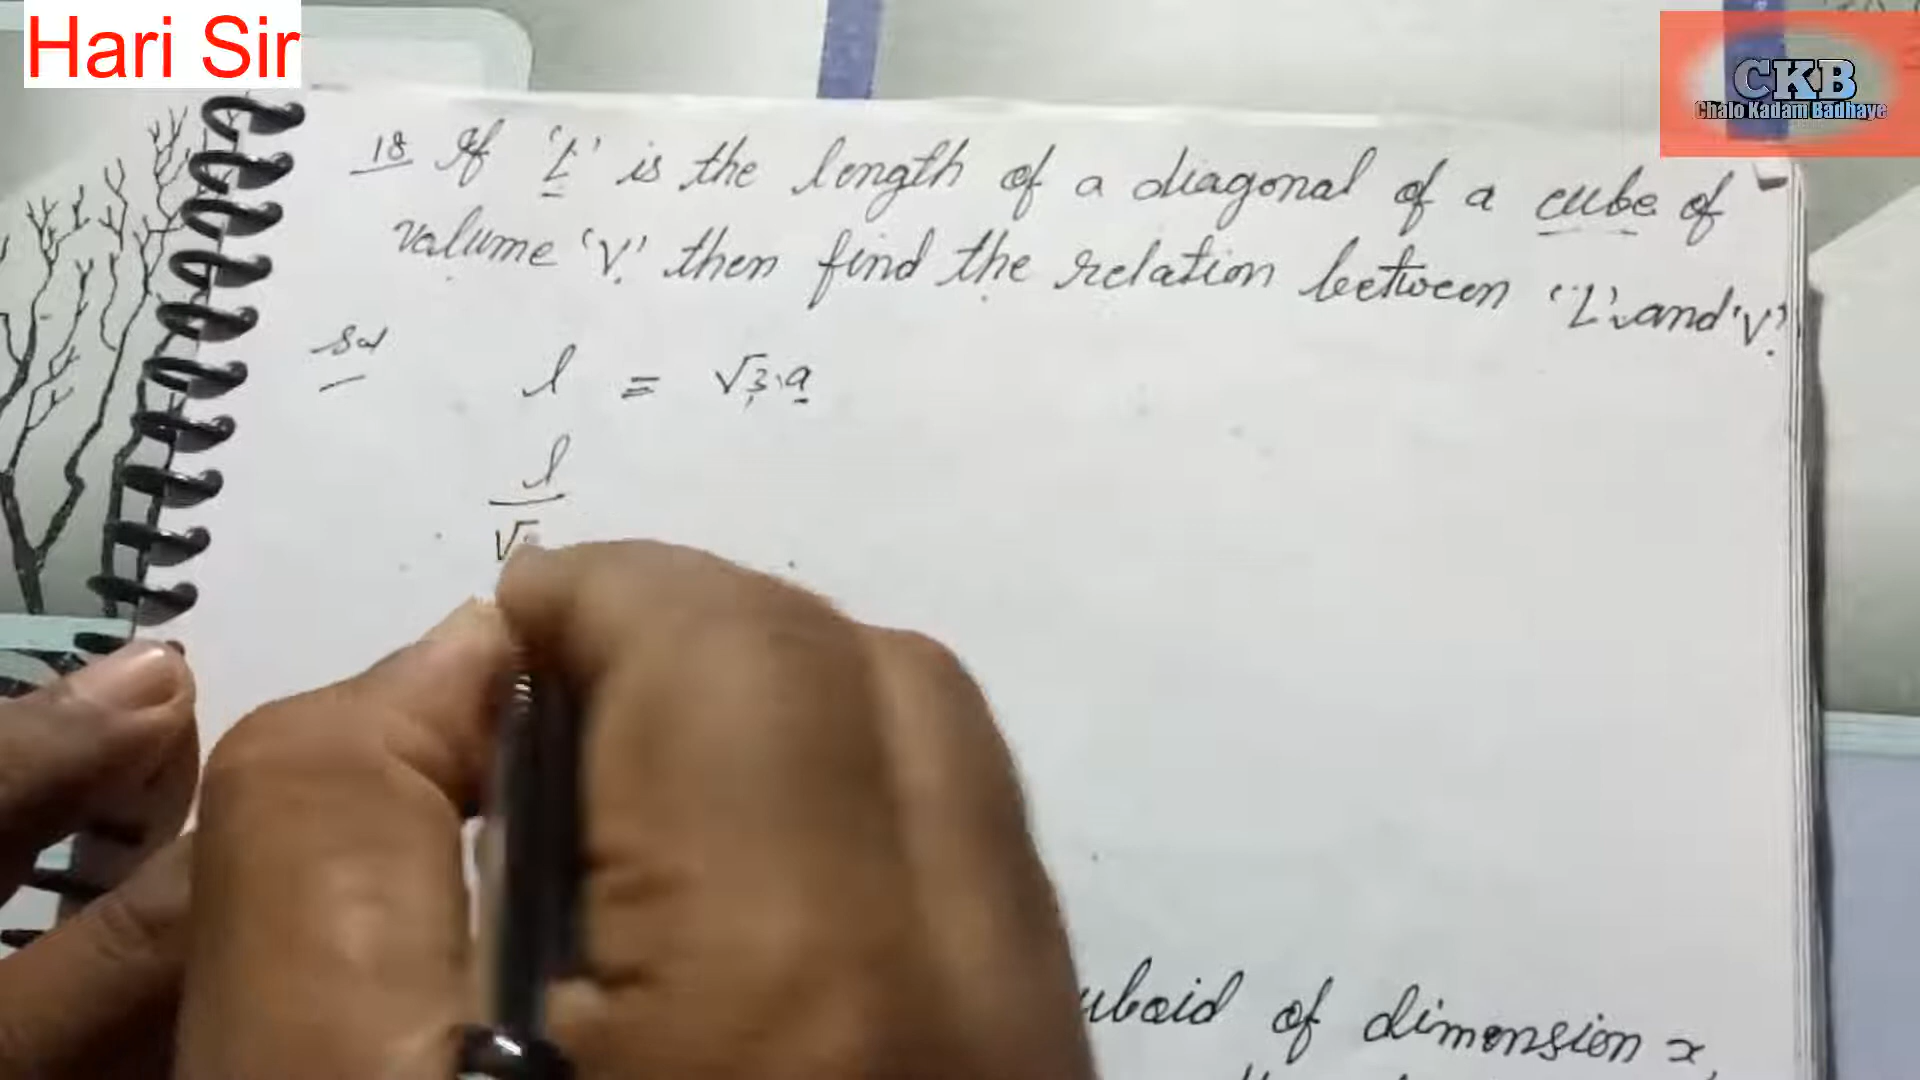 Hari Sir
CKB
Chalo Kadam Badhaye
18 If 'L' is the length of a diagonal of a cube of
volume 'V' then find the relation between 'L' and 'V'.
Sol
l = √3·a
l
√
uboid of dimension x,